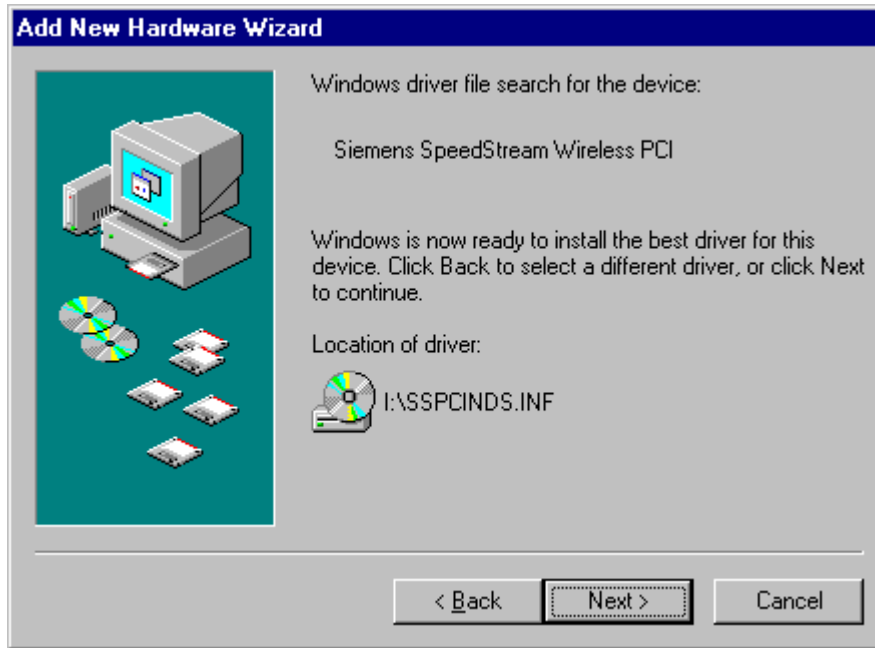 Add New Hardware Wizard
Windows driver file search for the device:
Siemens SpeedStream Wireless PCI
Windows is now ready to install the best driver for this
device. Click Back to select a different driver, or click Next
to continue.
Location of driver:
I:\SSPCINDS.INF
< Back
Next >
Cancel